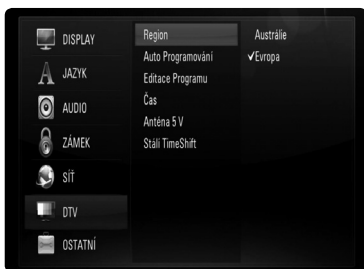 DISPLAY
JAZYK
AUDIO
ZÁMEK
SÍŤ
DTV
OSTATNÍ
Region
Auto Programování
Editace Programu
Čas
Anténa 5 V
Stálí TimeShift
Austrálie
✔Evropa